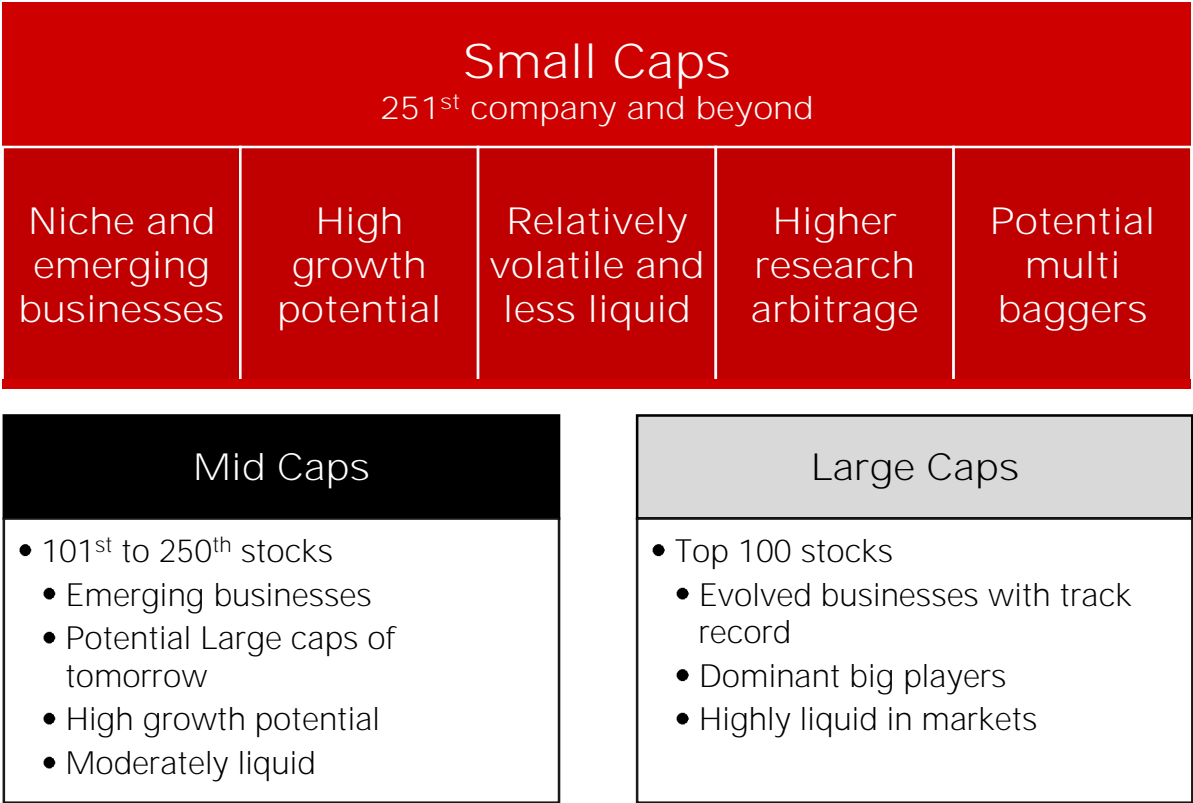 Small Caps
251st company and beyond
Niche and
emerging
businesses
High
growth
potential
Relatively
volatile and
less liquid
Higher
research
arbitrage
Potential
multi
baggers
Mid Caps
• 101st to 250th stocks
• Emerging businesses
• Potential Large caps of
tomorrow
• High growth potential
• Moderately liquid
Large Caps
• Top 100 stocks
• Evolved businesses with track
record
• Dominant big players
• Highly liquid in markets